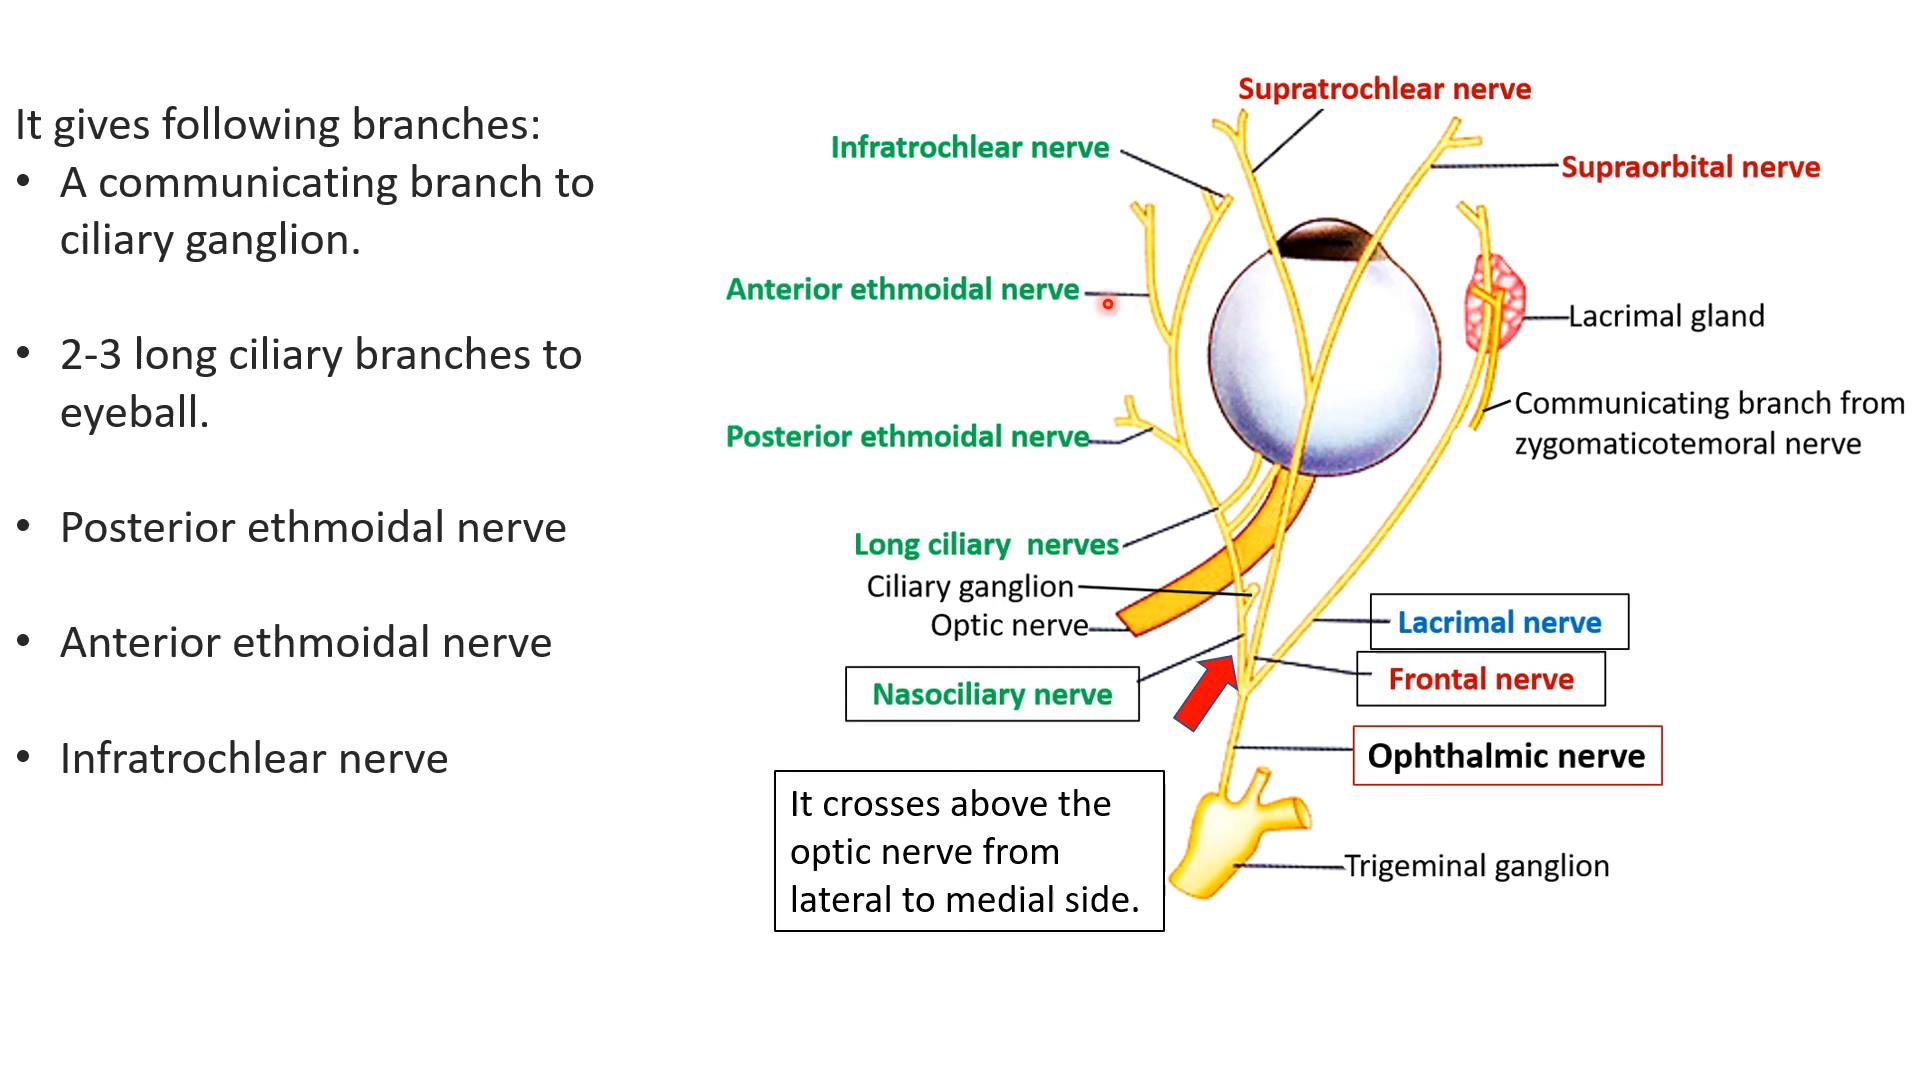 It gives following branches:
• A communicating branch to
ciliary ganglion.
• 2-3 long ciliary branches to
eyeball.
• Posterior ethmoidal nerve
• Anterior ethmoidal nerve
• Infratrochlear nerve
Supratrochlear nerve
Infratrochlear nerve
Supraorbital nerve
Anterior ethmoidal nerve
Lacrimal gland
Communicating branch from
zygomaticotemoral nerve
Posterior ethmoidal nerve
Long ciliary nerves
Ciliary ganglion
Optic nerve
Lacrimal nerve
Frontal nerve
Nasociliary nerve
Ophthalmic nerve
It crosses above the
optic nerve from
lateral to medial side.
Trigeminal ganglion